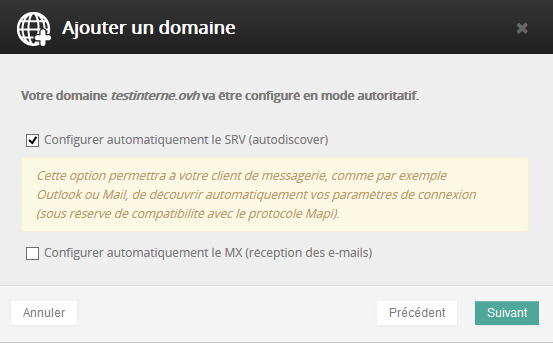 Ajouter un domaine
Votre domaine testinterne.ovh va être configuré en mode autoritatif.
Configurer automatiquement le SRV (autodiscover)
Cette option permettra à votre client de messagerie, comme par exemple
Outlook ou Mail, de découvrir automatiquement vos paramètres de connexion
(sous réserve de compatibilité avec le protocole Mapi).
Configurer automatiquement le MX (réception des e-mails)
Annuler
Précédent
Suivant